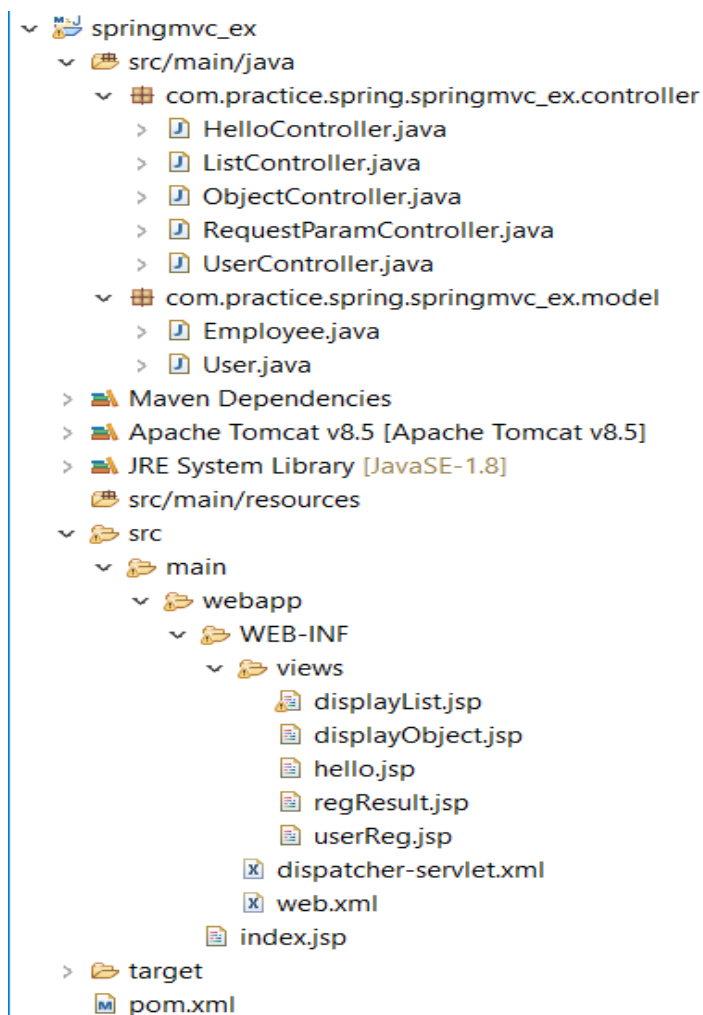 springmvc_ex
src/main/java
com.practice.spring.springmvc_ex.controller
HelloController.java
ListController.java
ObjectController.java
RequestParamController.java
UserController.java
com.practice.spring.springmvc_ex.model
Employee.java
User.java
Maven Dependencies
Apache Tomcat v8.5 [Apache Tomcat v8.5]
JRE System Library [JavaSE-1.8]
src/main/resources
src
main
webapp
WEB-INF
views
displayList.jsp
displayObject.jsp
hello.jsp
regResult.jsp
userReg.jsp
dispatcher-servlet.xml
web.xml
index.jsp
target
pom.xml